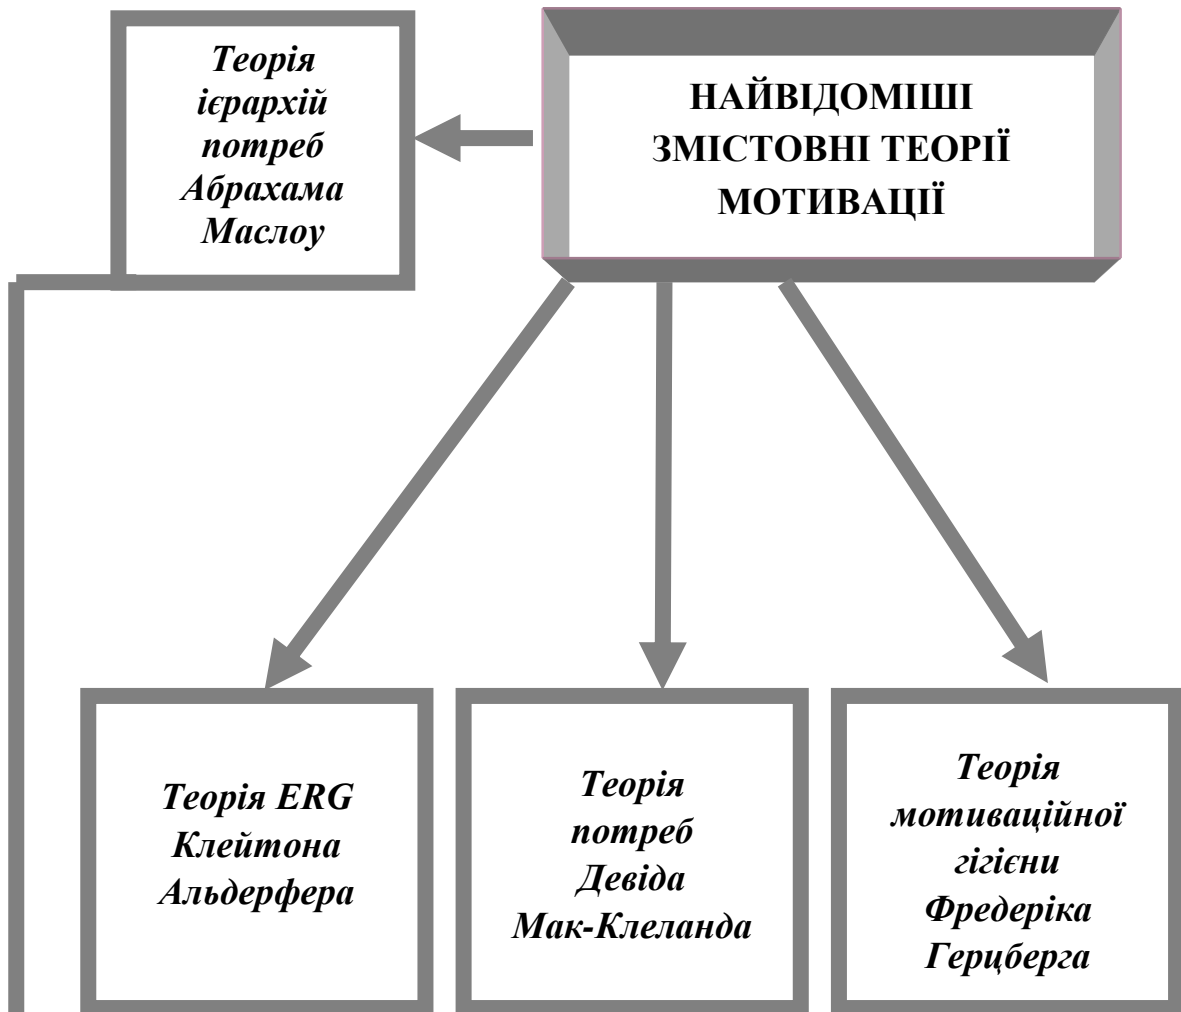 Теорія
ієрархій
потреб
Абрахама
Маслоу
НАЙВІДОМІШІ
ЗМІСТОВНІ ТЕОРІЇ
МОТИВАЦІЇ
Теорія ERG
Клейтона
Альдерфера
Теорія
потреб
Девіда
Мак-Клеланда
Теорія
мотиваційної
гігієни
Фредеріка
Герцберга